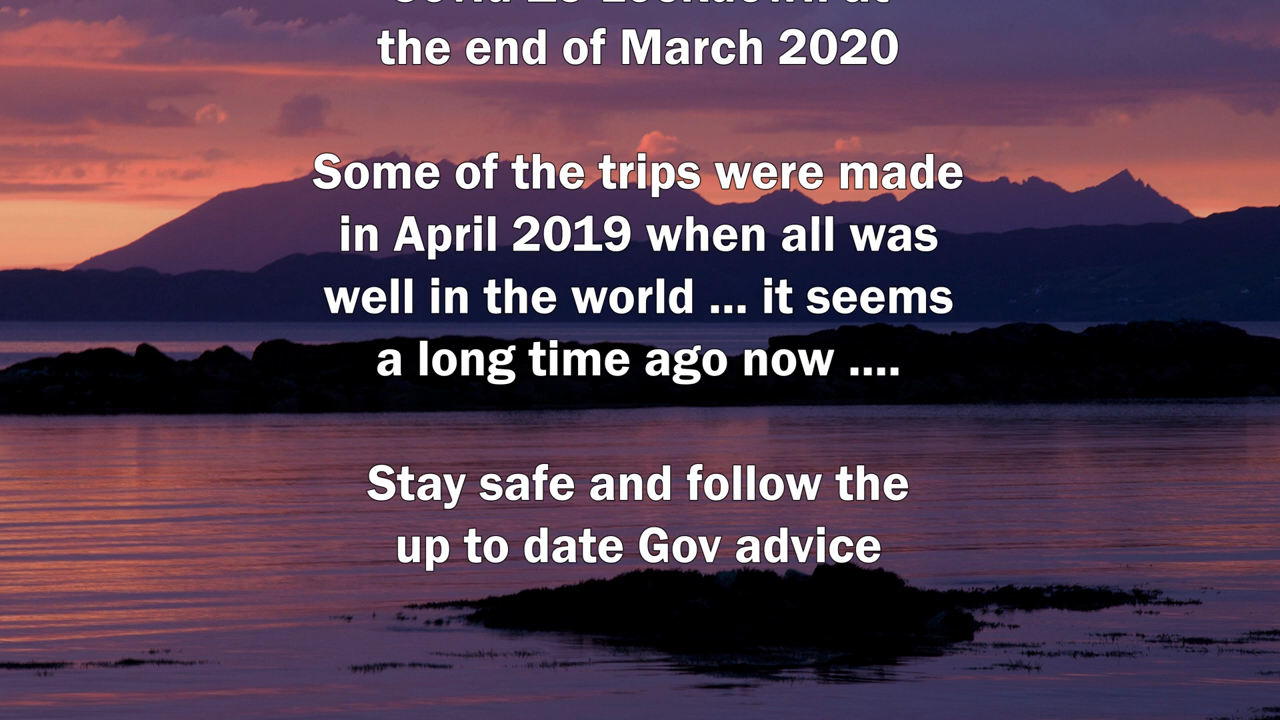 the end of March 2020
Some of the trips were made
in April 2019 when all was
well in the world ... it seems
a long time ago now ....
Stay safe and follow the
up to date Gov advice